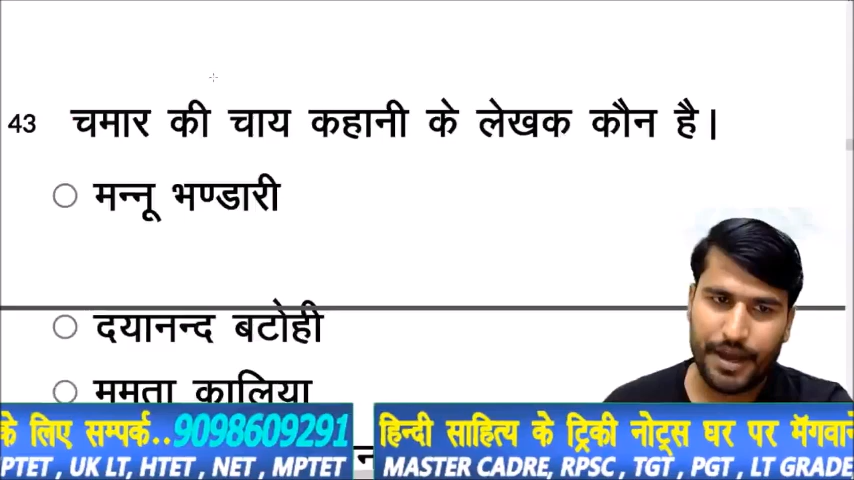 43 चमार की चाय कहानी के लेखक कौन है |
मन्नू भण्डारी
दयानन्द बटोही
ममता कालिया
के लिए सम्पर्क..9098609291
हिन्दी साहित्य के ट्रिकी नोट्स घर पर मँगवाने
PTET , UK LT, HTET , NET , MPTET
MASTER CADRE, RPSC , TGT , PGT , LT GRADE